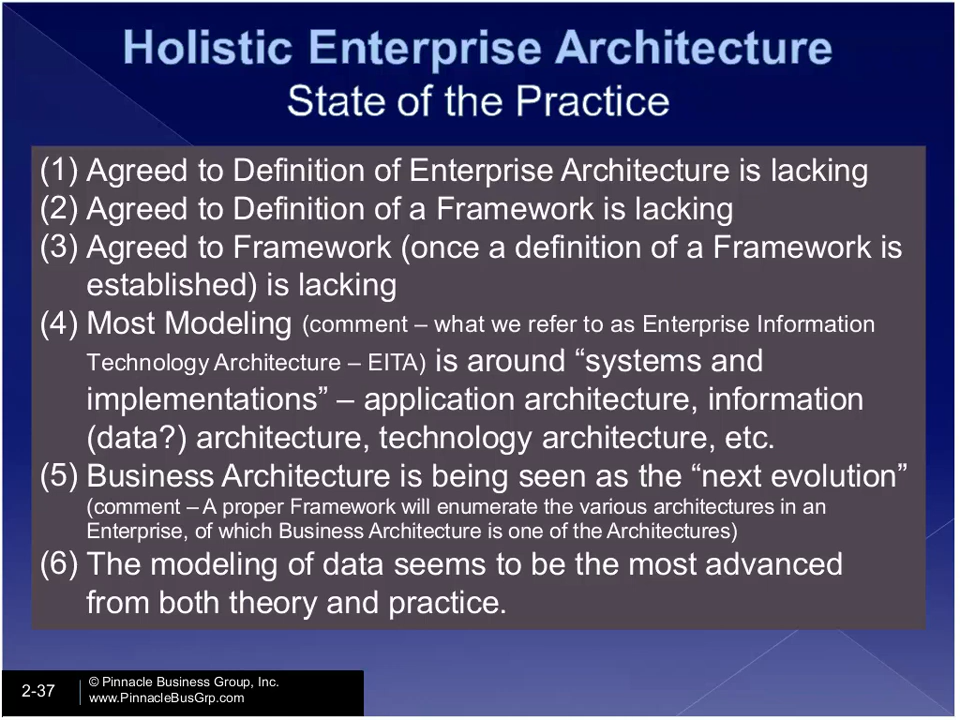 Holistic Enterprise Architecture
State of the Practice
(1) Agreed to Definition of Enterprise Architecture is lacking
(2) Agreed to Definition of a Framework is lacking
(3) Agreed to Framework (once a definition of a Framework is
established) is lacking
(4) Most Modeling (comment – what we refer to as Enterprise Information
Technology Architecture – EITA) is around “systems and
implementations” – application architecture, information
(data?) architecture, technology architecture, etc.
(5) Business Architecture is being seen as the “next evolution”
(comment – A proper Framework will enumerate the various architectures in an
Enterprise, of which Business Architecture is one of the Architectures)
(6) The modeling of data seems to be the most advanced
from both theory and practice.
2-37
© Pinnacle Business Group, Inc.
www.PinnacleBusGrp.com